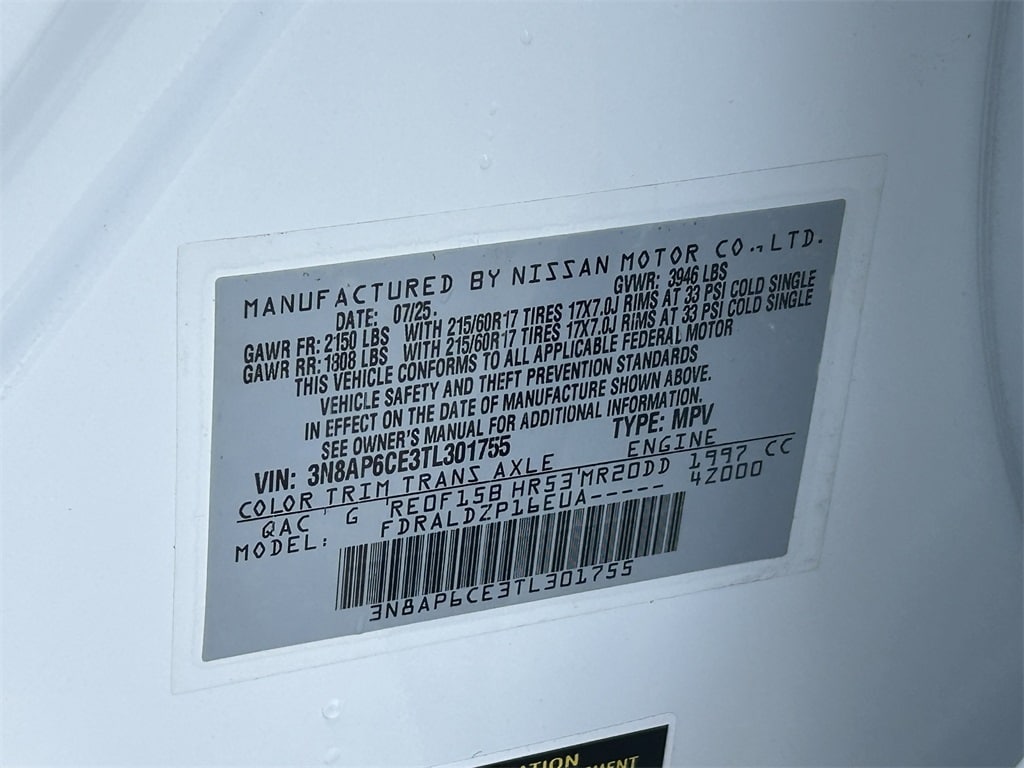 MANUFACTURED BY NISSAN MOTOR CO.,LTD.
DATE: 07/25. GVWR: 3946 LBS
GAWR FR: 2150 LBS WITH 215/60R17 TIRES 17X7.0J RIMS AT 33 PSI COLD SINGLE
GAWR RR: 1808 LBS WITH 215/60R17 TIRES 17X7.0J RIMS AT 33 PSI COLD SINGLE
THIS VEHICLE CONFORMS TO ALL APPLICABLE FEDERAL MOTOR
VEHICLE SAFETY AND THEFT PREVENTION STANDARDS
IN EFFECT ON THE DATE OF MANUFACTURE SHOWN ABOVE.
SEE OWNER'S MANUAL FOR ADDITIONAL INFORMATION.
VIN: 3N8AP6CE3TL301755 TYPE: MPV
COLOR TRIM TRANS AXLE ENGINE
QAC ' G 'RE0F15B HR53'MR20DD 1997 CC
MODEL: FDRALDZP16EUA----- 4Z000
3N8AP6CE3TL301755